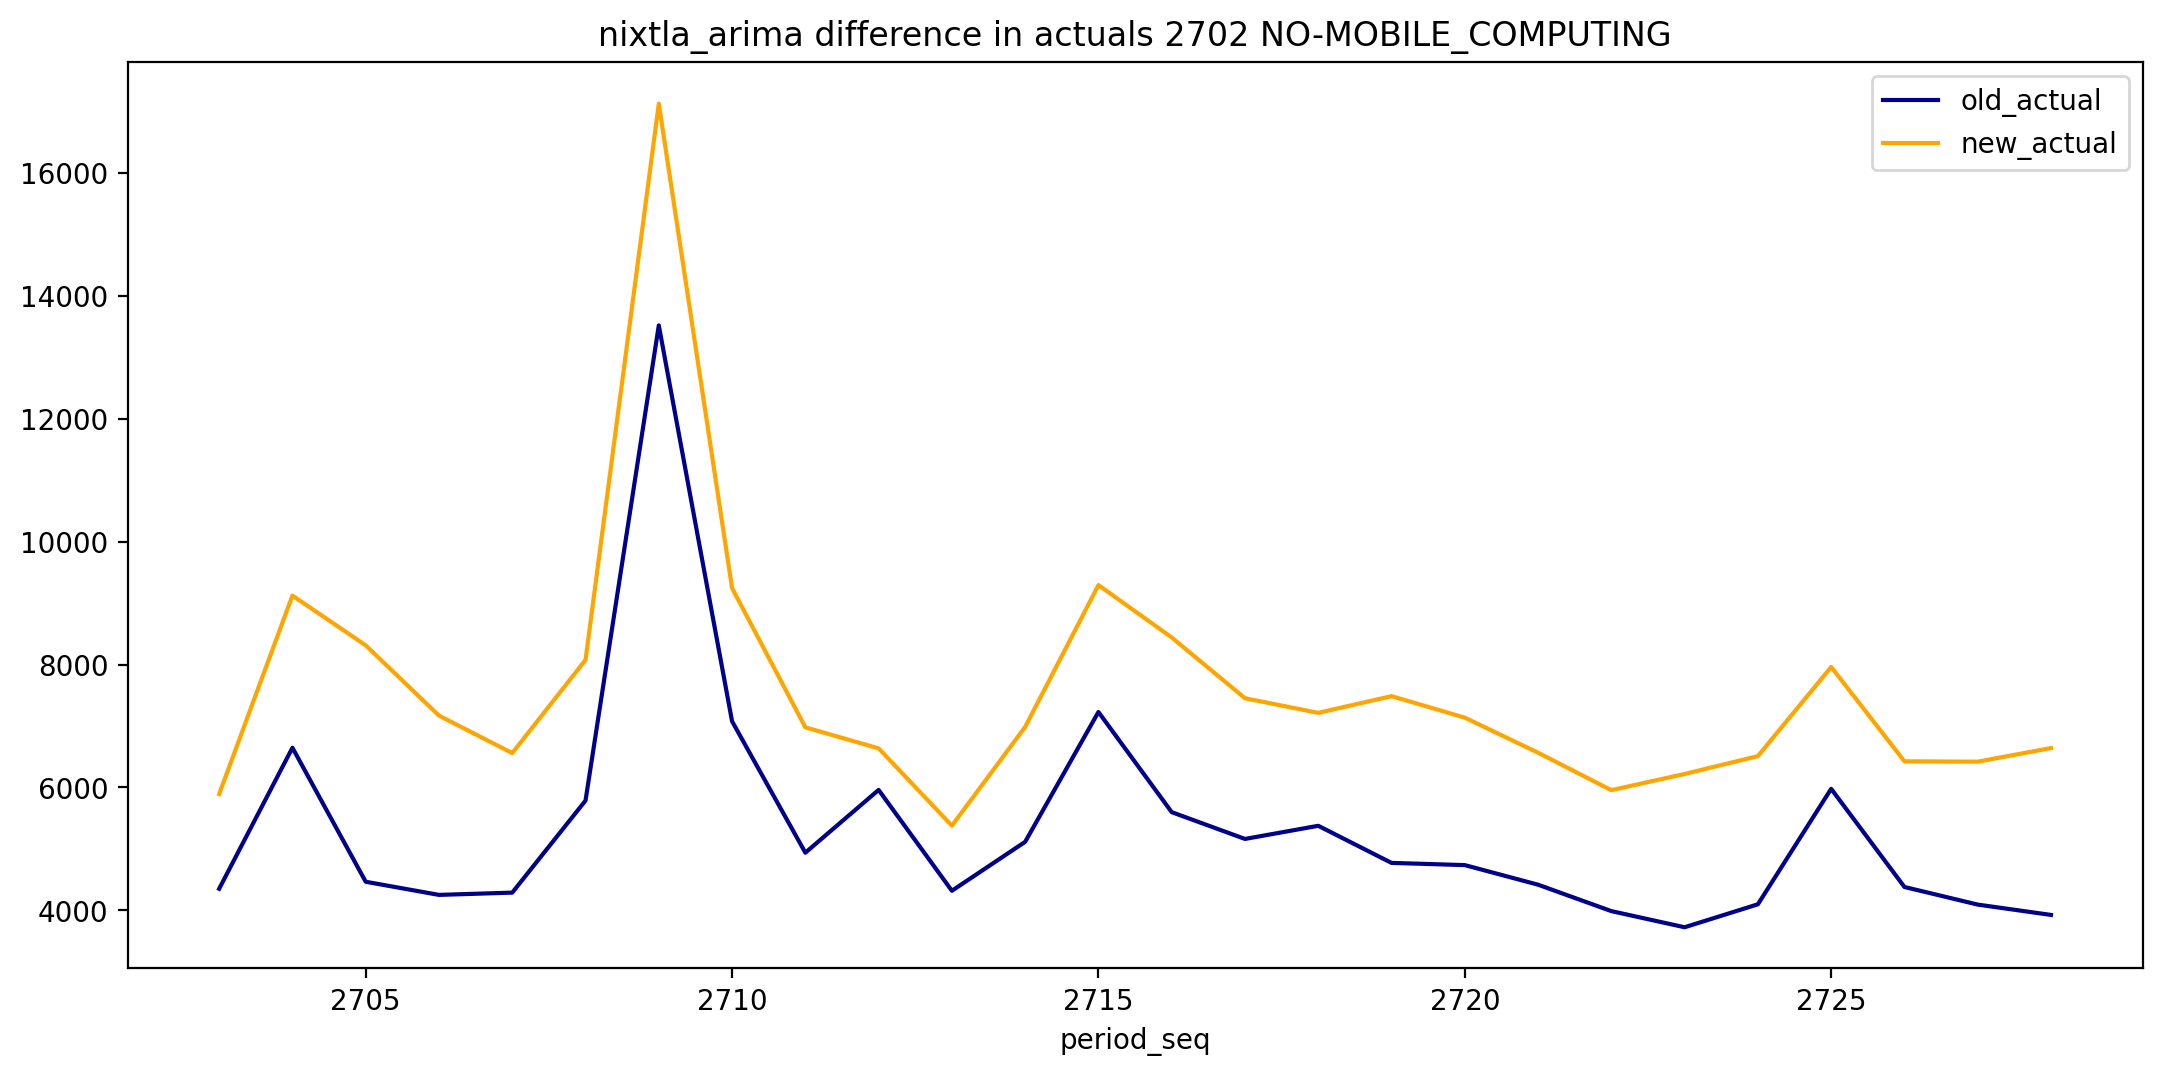 nixtla_arima difference in actuals 2702 NO-MOBILE_COMPUTING
old_actual
new_actual
16000
14000
12000
10000
8000
6000
4000
2705 2710 2715 2720 2725
period_seq